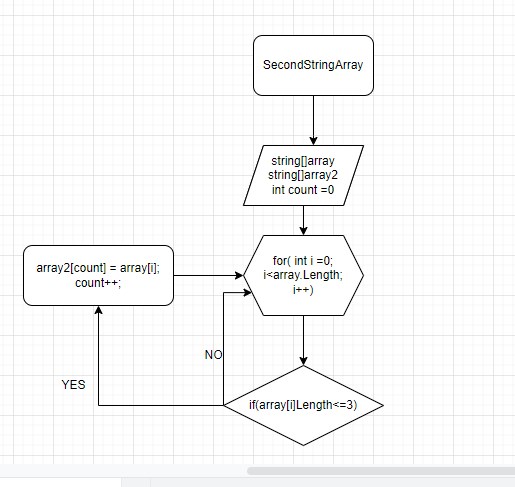 SecondStringArray
string[]array
string[]array2
int count =0
for( int i =0;
i<array.Length;
i++)
array2[count] = array[i];
count++;
NO
YES
if(array[i]Length<=3)